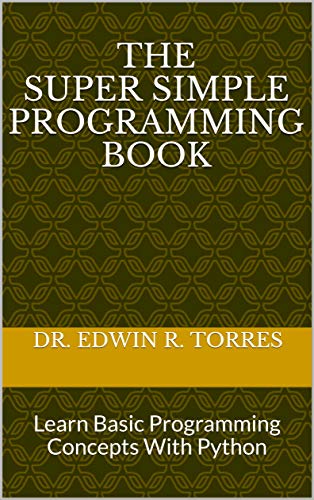 THE
SUPER SIMPLE
PROGRAMMING
BOOK
DR. EDWIN R. TORRES
Learn Basic Programming
Concepts With Python